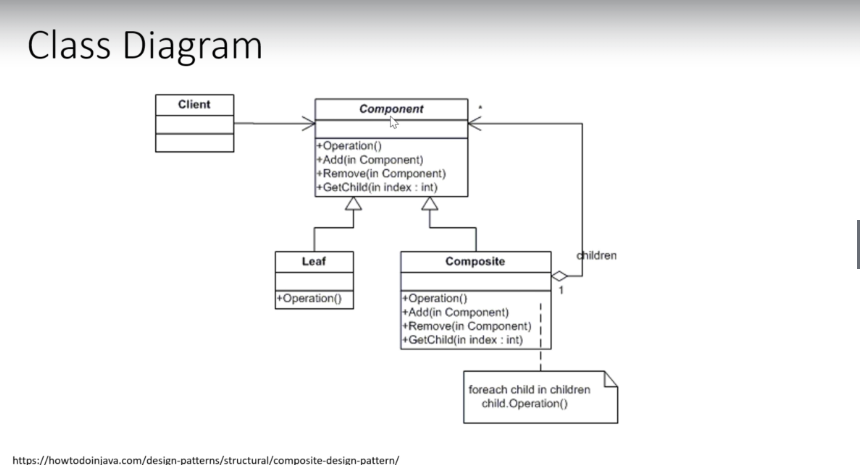 Class Diagram
Client
Component
*
+Operation()
+Add(in Component)
+Remove(in Component)
+GetChild(in index : int)
Leaf
+Operation()
Composite
+Operation()
+Add(in Component)
+Remove(in Component)
+GetChild(in index : int)
children
1
foreach child in children
child.Operation()
https://howtodoinjava.com/design-patterns/structural/composite-design-pattern/